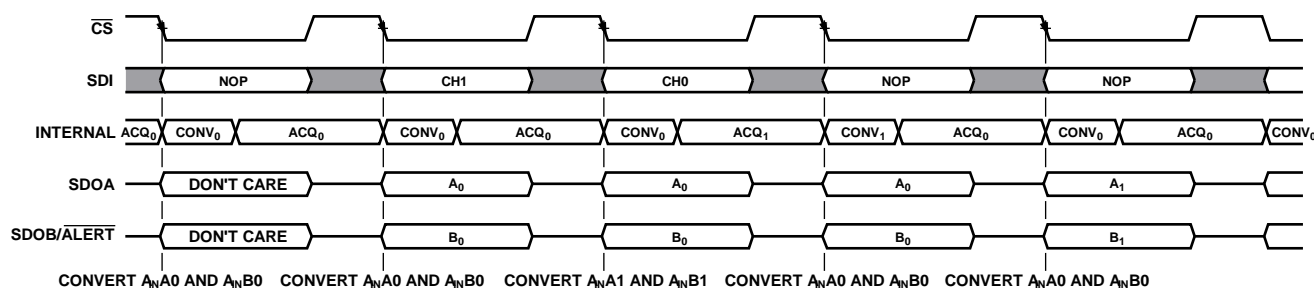 CS
SDI NOP CH1 CH0 NOP NOP
INTERNAL ACQ0 CONV0 ACQ0 CONV0 ACQ0 CONV0 ACQ1 CONV1 ACQ0 CONV0 ACQ0 CONV0
SDOA DON'T CARE A0 A0 A0 A1
SDOB/ALERT DON'T CARE B0 B0 B0 B1
CONVERT AINA0 AND AINB0 CONVERT AINA0 AND AINB0 CONVERT AINA1 AND AINB1 CONVERT AINA0 AND AINB0 CONVERT AINA0 AND AINB0